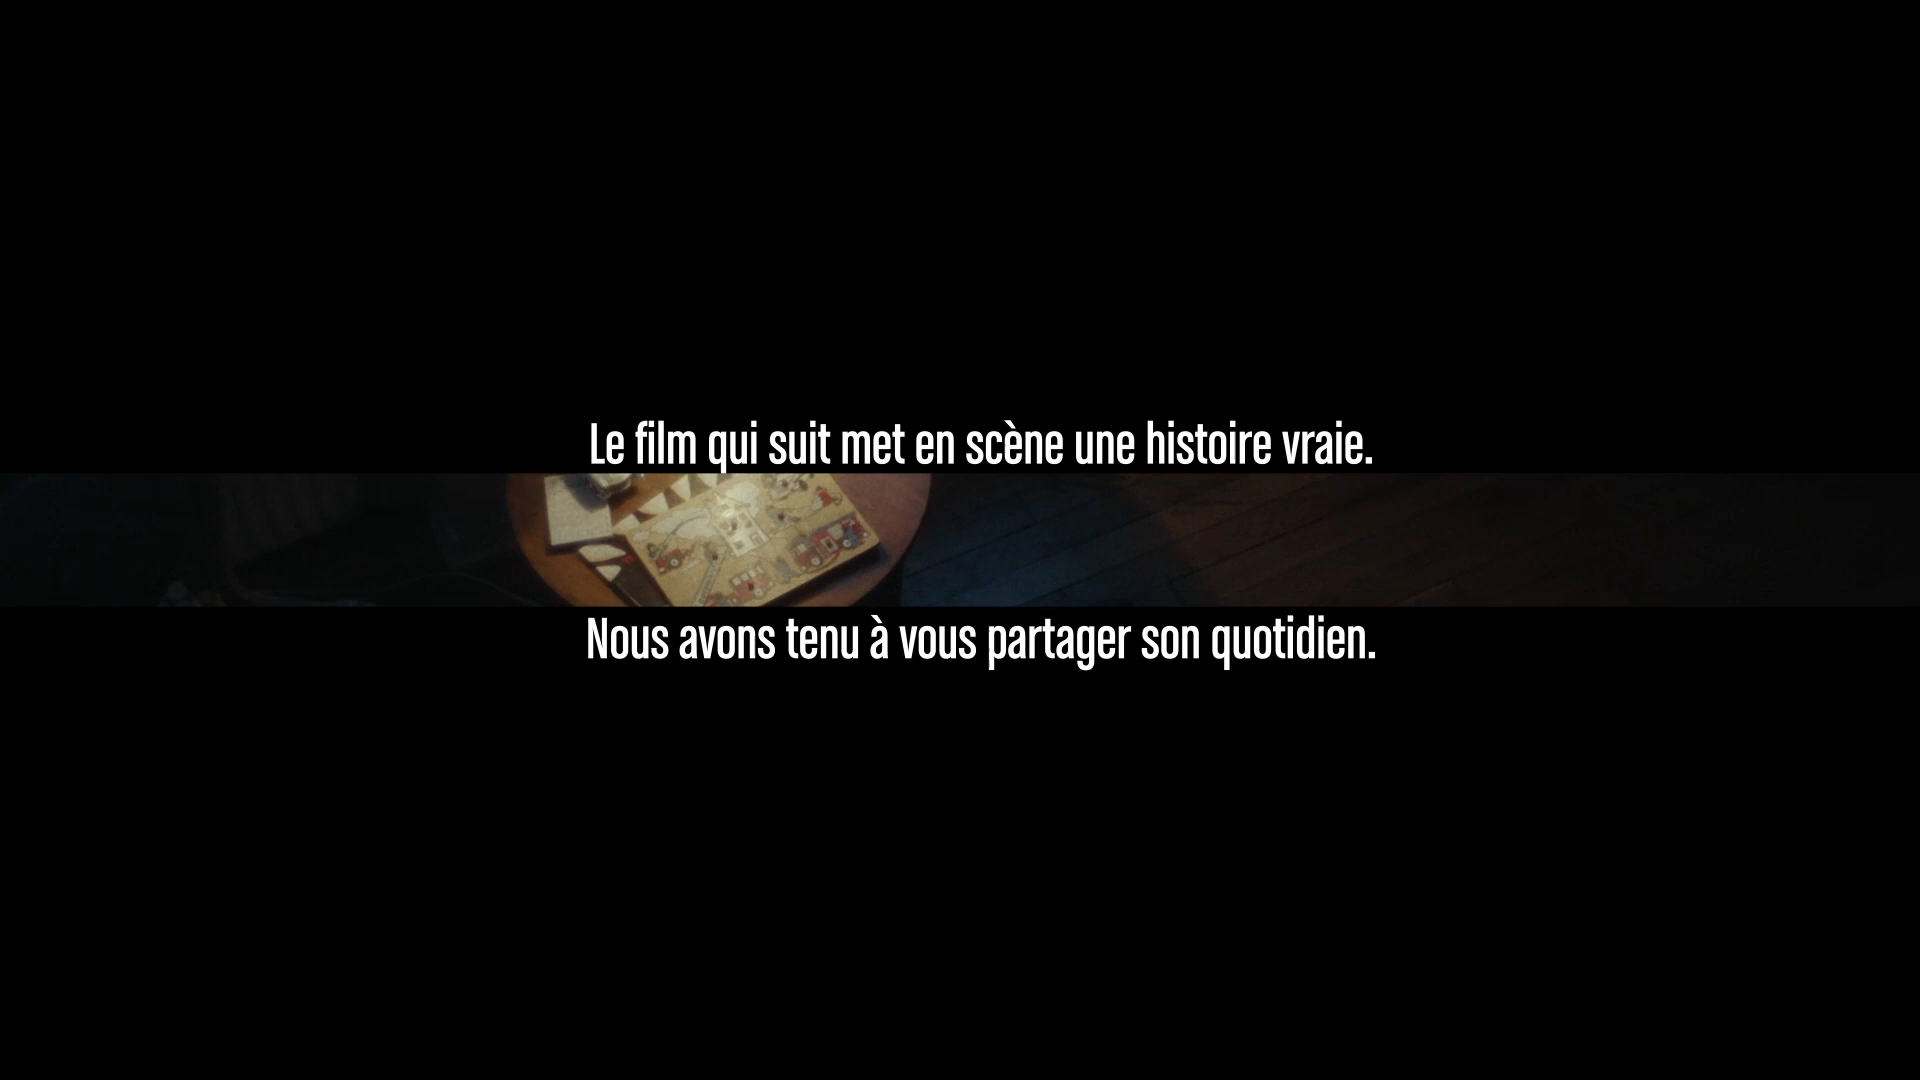 Le film qui suit met en scène une histoire vraie.
Nous avons tenu à vous partager son quotidien.